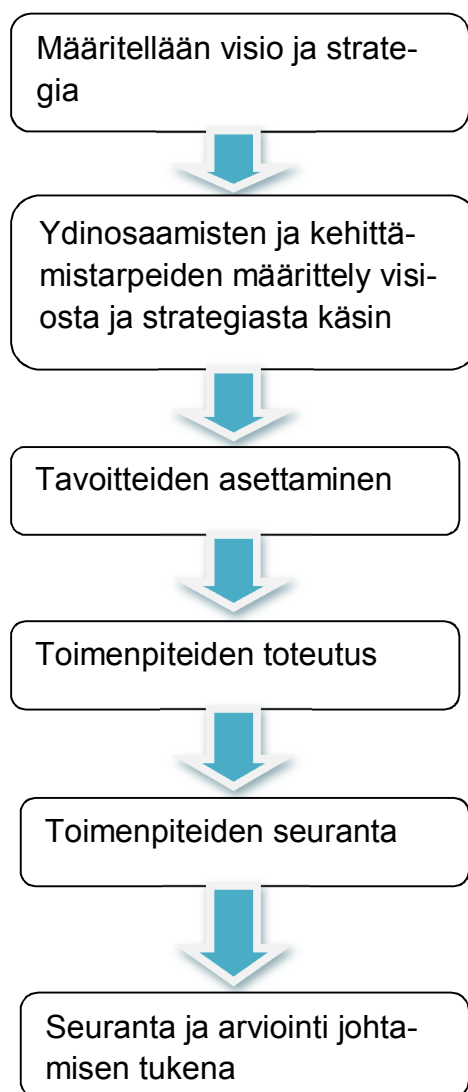 Määritellään visio ja strate-
gia
Ydinosaamisten ja kehittä-
mistarpeiden määrittely visi-
osta ja strategiasta käsin
Tavoitteiden asettaminen
Toimenpiteiden toteutus
Toimenpiteiden seuranta
Seuranta ja arviointi johta-
misen tukena